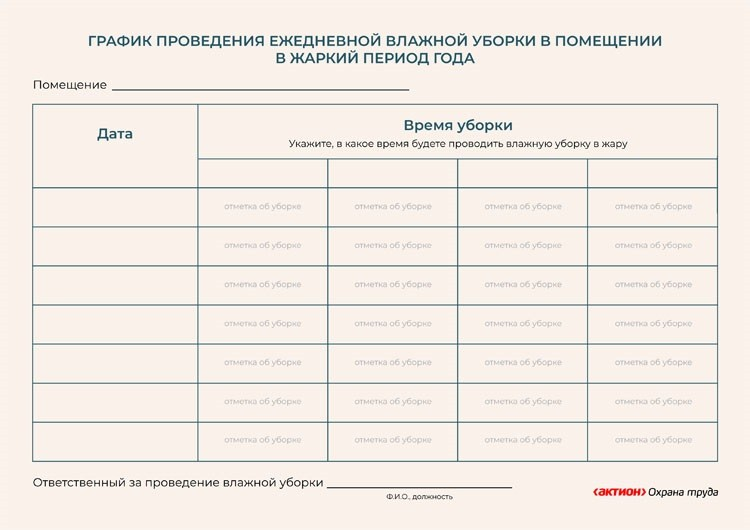 ГРАФИК ПРОВЕДЕНИЯ ЕЖЕДНЕВНОЙ ВЛАЖНОЙ УБОРКИ В ПОМЕЩЕНИИ
В ЖАРКИЙ ПЕРИОД ГОДА
Помещение
Дата
Время уборки
Укажите, в какое время будете проводить влажную уборку в жару
отметка об уборке отметка об уборке отметка об уборке отметка об уборке
отметка об уборке отметка об уборке отметка об уборке отметка об уборке
отметка об уборке отметка об уборке отметка об уборке отметка об уборке
отметка об уборке отметка об уборке отметка об уборке отметка об уборке
отметка об уборке отметка об уборке отметка об уборке отметка об уборке
отметка об уборке отметка об уборке отметка об уборке отметка об уборке
отметка об уборке отметка об уборке отметка об уборке отметка об уборке
Ответственный за проведение влажной уборки
Ф.И.О., должность
актион Охрана труда